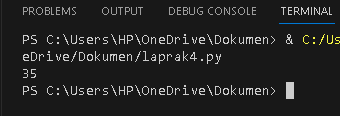 PROBLEMS OUTPUT DEBUG CONSOLE TERMINAL
PS C:\Users\HP\OneDrive\Dokumen> & C:/Us
eDrive/Dokumen/laprak4.py
35
PS C:\Users\HP\OneDrive\Dokumen>